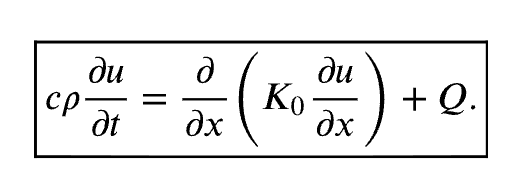 cρ ∂u/∂t = ∂/∂x (K₀ ∂u/∂x) + Q.